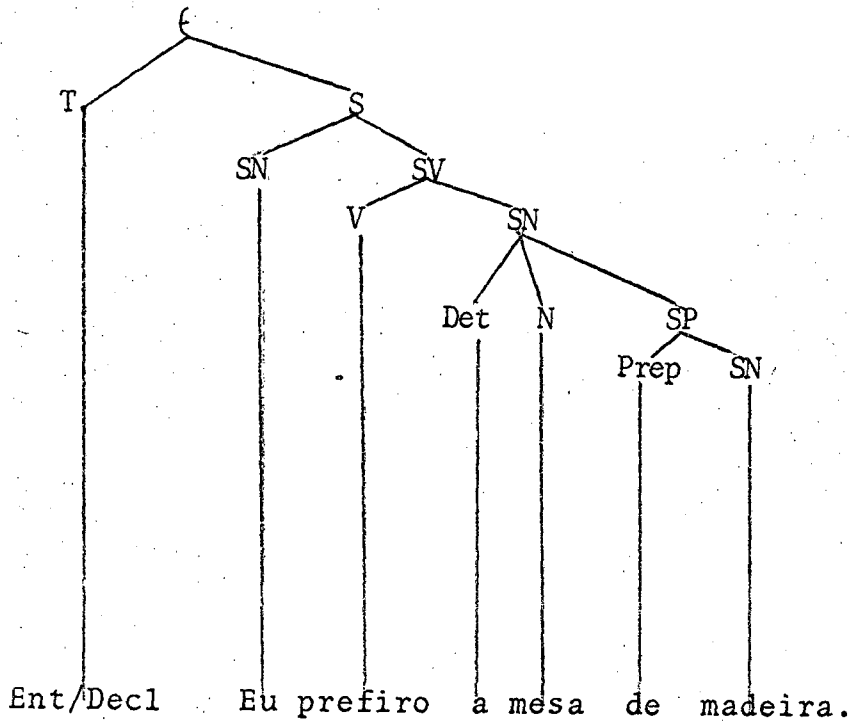 T S
SN SV
V SN
Det N SP
Prep SN
Ent/Decl Eu prefiro a mesa de madeira.